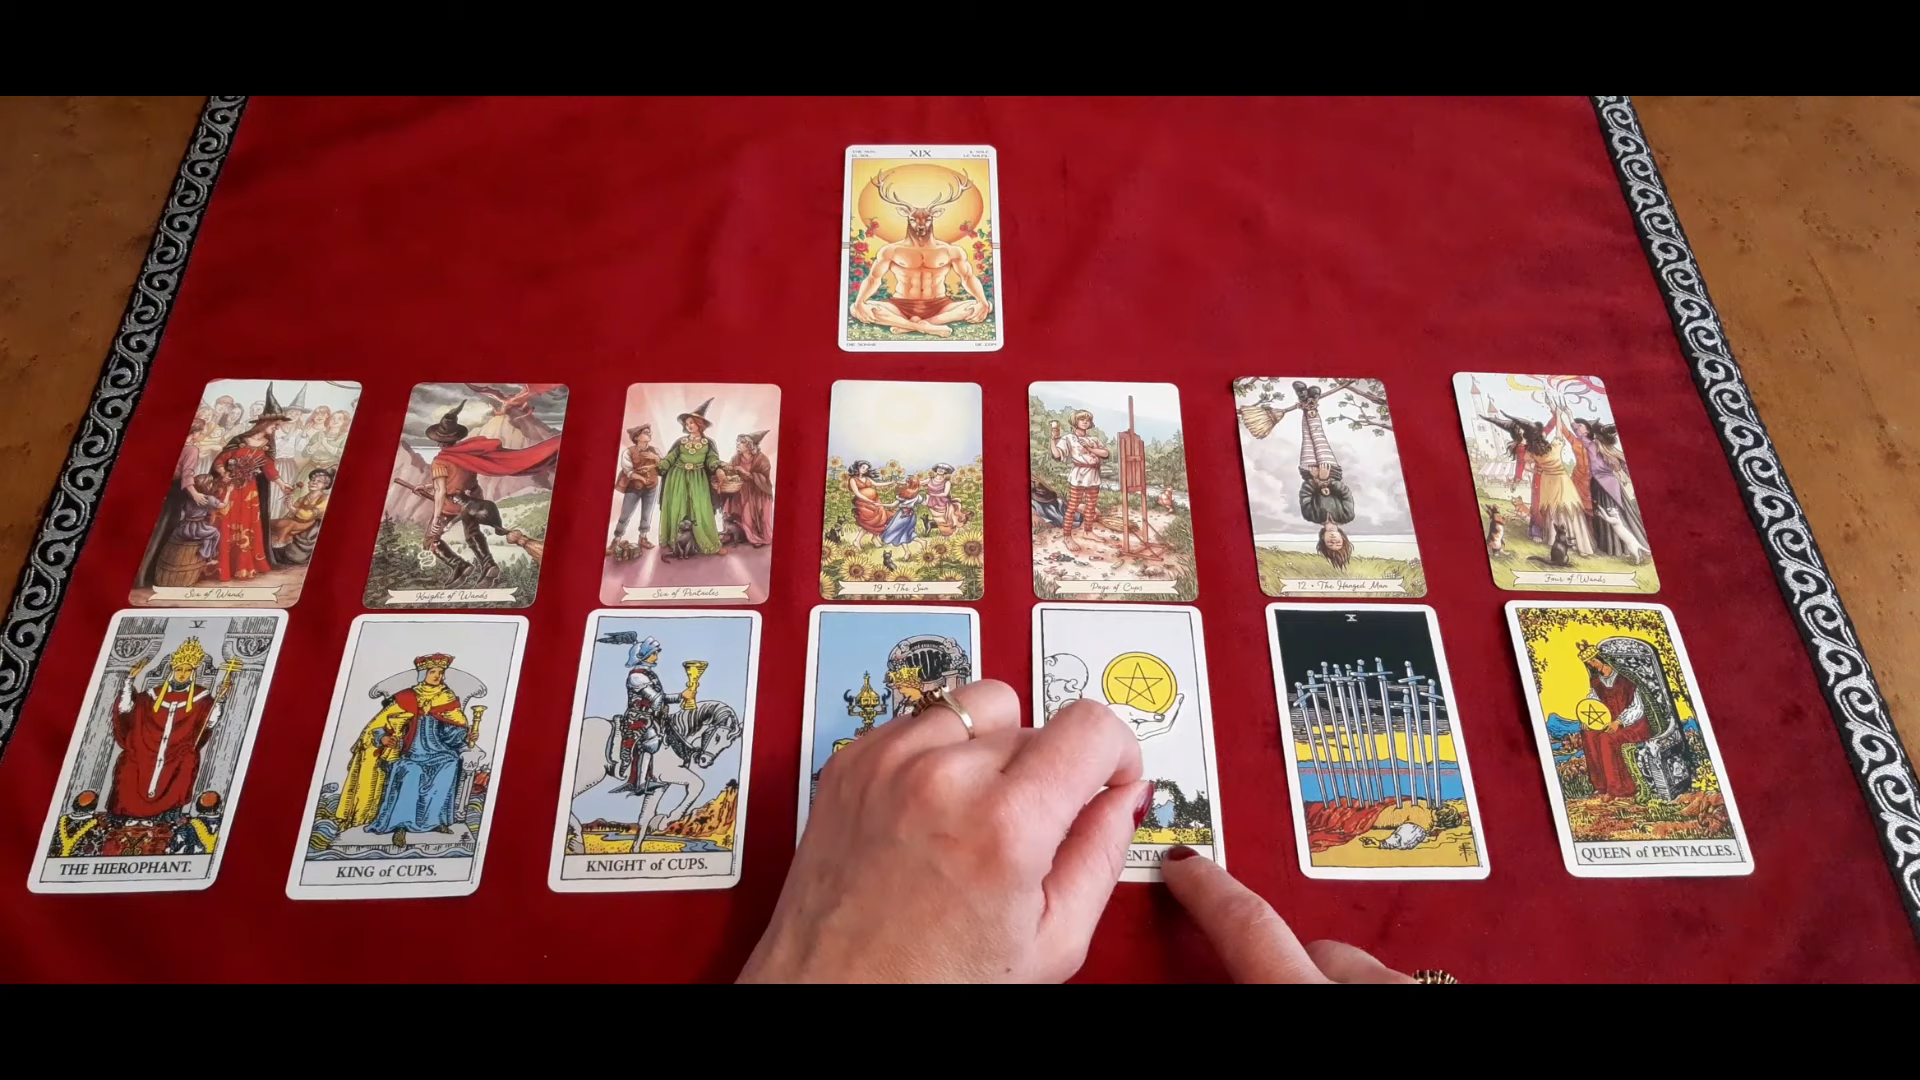 XIX
Six of Wands
Knight of Wands
Six of Pentacles
19 • The Sun
Page of Cups
12 • The Hanged Man
Four of Wands
V
X
THE HIEROPHANT.
KING of CUPS.
KNIGHT of CUPS.
QUEEN of PENTACLES.